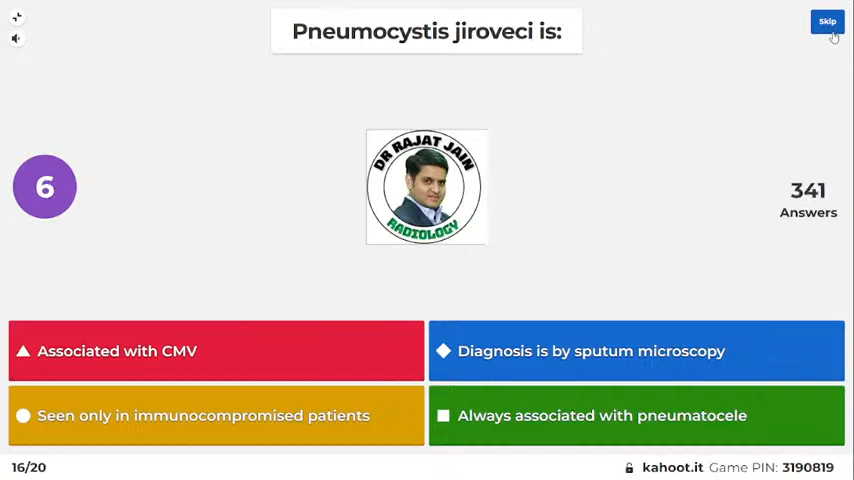 Pneumocystis jiroveci is:
Skip
6
DR RAJAT JAIN
RADIOLOGY
341
Answers
Associated with CMV
Diagnosis is by sputum microscopy
Seen only in immunocompromised patients
Always associated with pneumatocele
16/20
kahoot.it Game PIN: 3190819